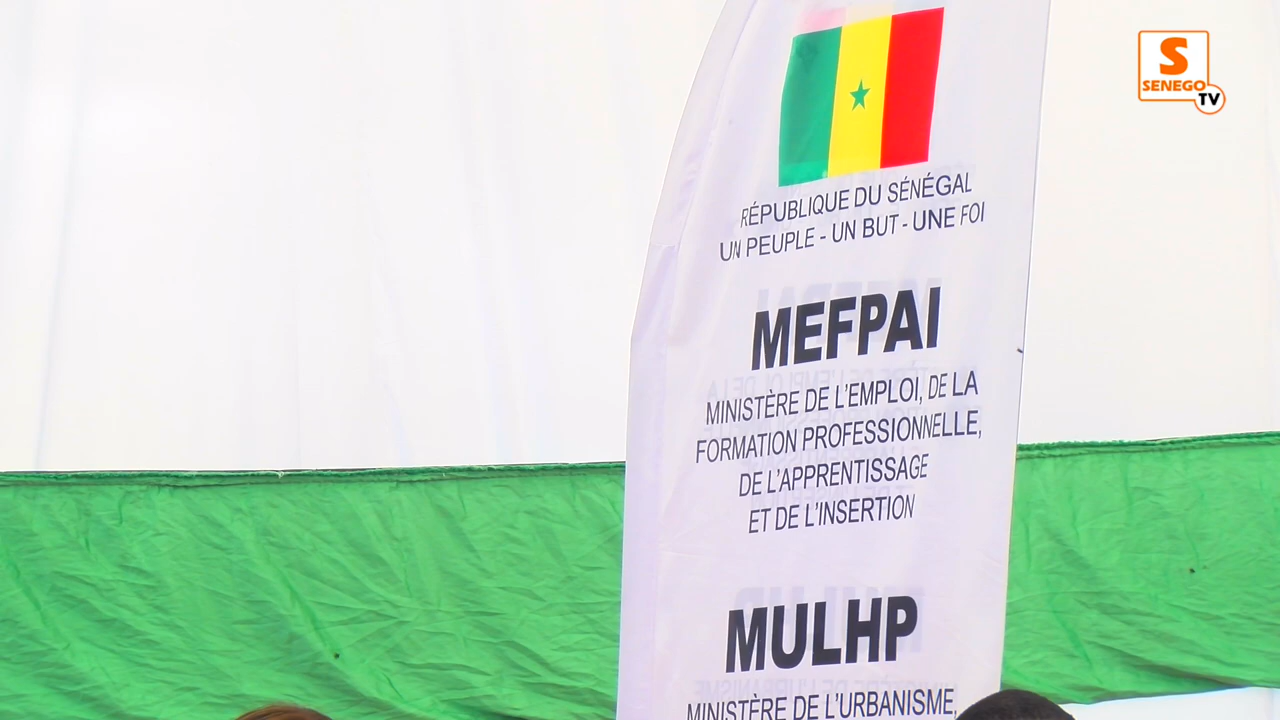 S
SENEGO
TV
RÉPUBLIQUE DU SÉNÉGAL
UN PEUPLE - UN BUT - UNE FOI
MEFPAI
MINISTÈRE DE L'EMPLOI, DE LA
FORMATION PROFESSIONNELLE,
DE L'APPRENTISSAGE
ET DE L'INSERTION
MULHP
MINISTÈRE DE L'URBANISME,